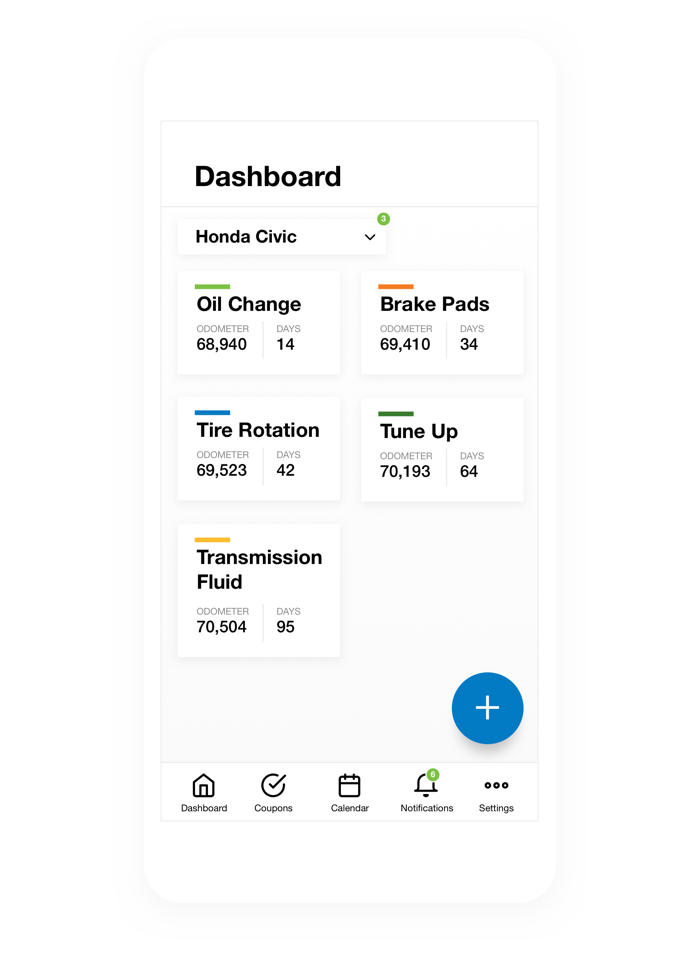 Dashboard
3
Honda Civic
Oil Change
ODOMETER DAYS
68,940 14
Brake Pads
ODOMETER DAYS
69,410 34
Tire Rotation
ODOMETER DAYS
69,523 42
Tune Up
ODOMETER DAYS
70,193 64
Transmission
Fluid
ODOMETER DAYS
70,504 95
6
Dashboard Coupons Calendar Notifications Settings